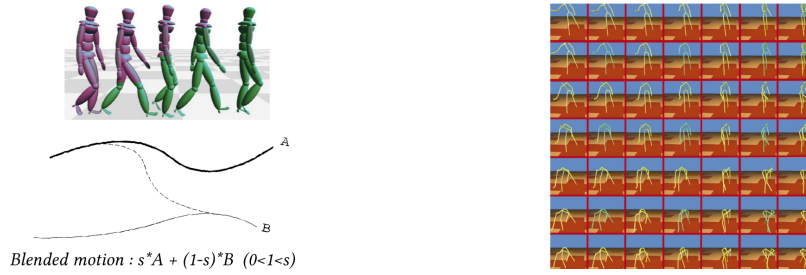 A
B
Blended motion : s*A + (1-s)*B (0<1<s)